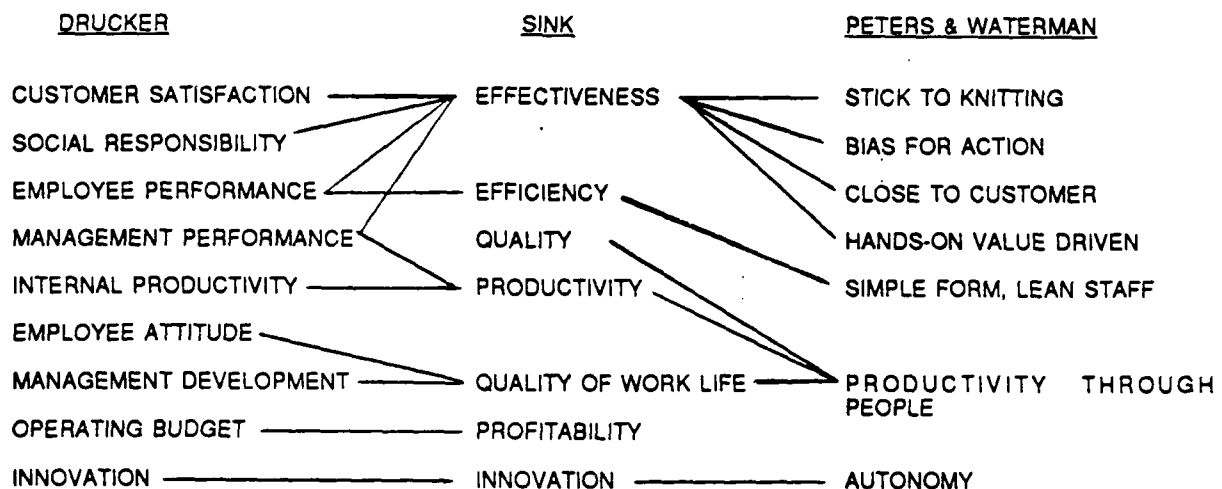 DRUCKER SINK PETERS & WATERMAN
CUSTOMER SATISFACTION EFFECTIVENESS STICK TO KNITTING
SOCIAL RESPONSIBILITY BIAS FOR ACTION
EMPLOYEE PERFORMANCE EFFICIENCY CLOSE TO CUSTOMER
MANAGEMENT PERFORMANCE QUALITY HANDS-ON VALUE DRIVEN
INTERNAL PRODUCTIVITY PRODUCTIVITY SIMPLE FORM, LEAN STAFF
EMPLOYEE ATTITUDE
MANAGEMENT DEVELOPMENT QUALITY OF WORK LIFE PRODUCTIVITY THROUGH
PEOPLE
OPERATING BUDGET PROFITABILITY
INNOVATION INNOVATION AUTONOMY